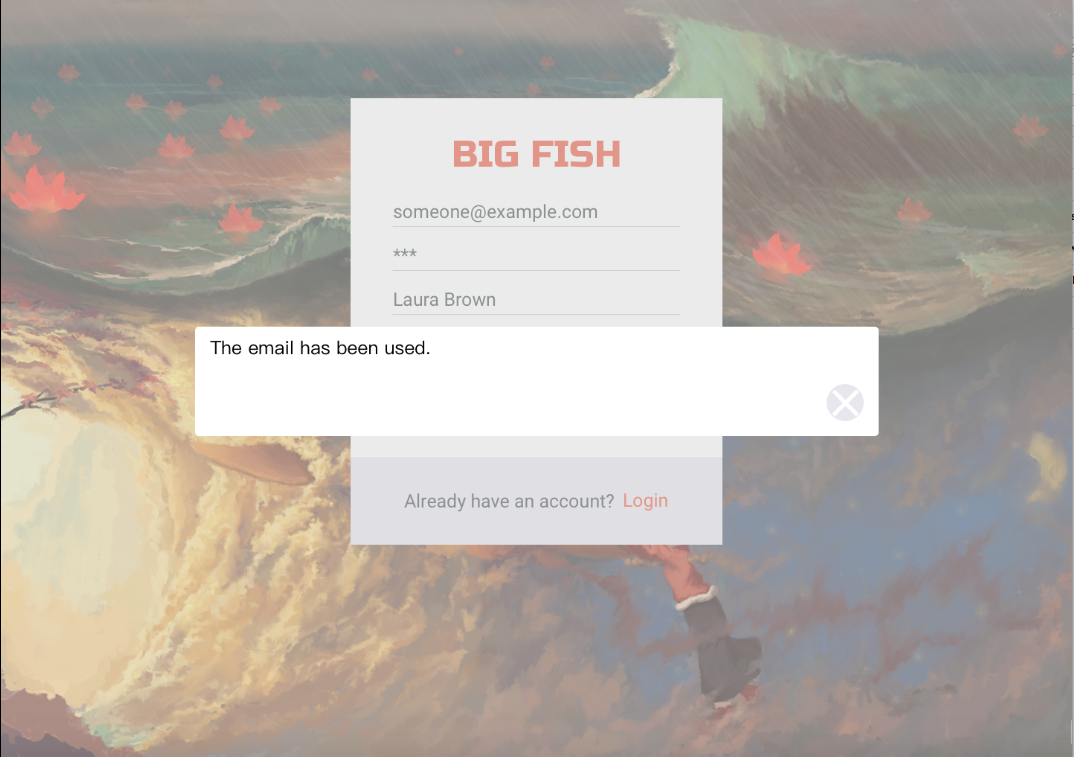 BIG FISH
someone@example.com
***
Laura Brown
The email has been used.
Already have an account? Login